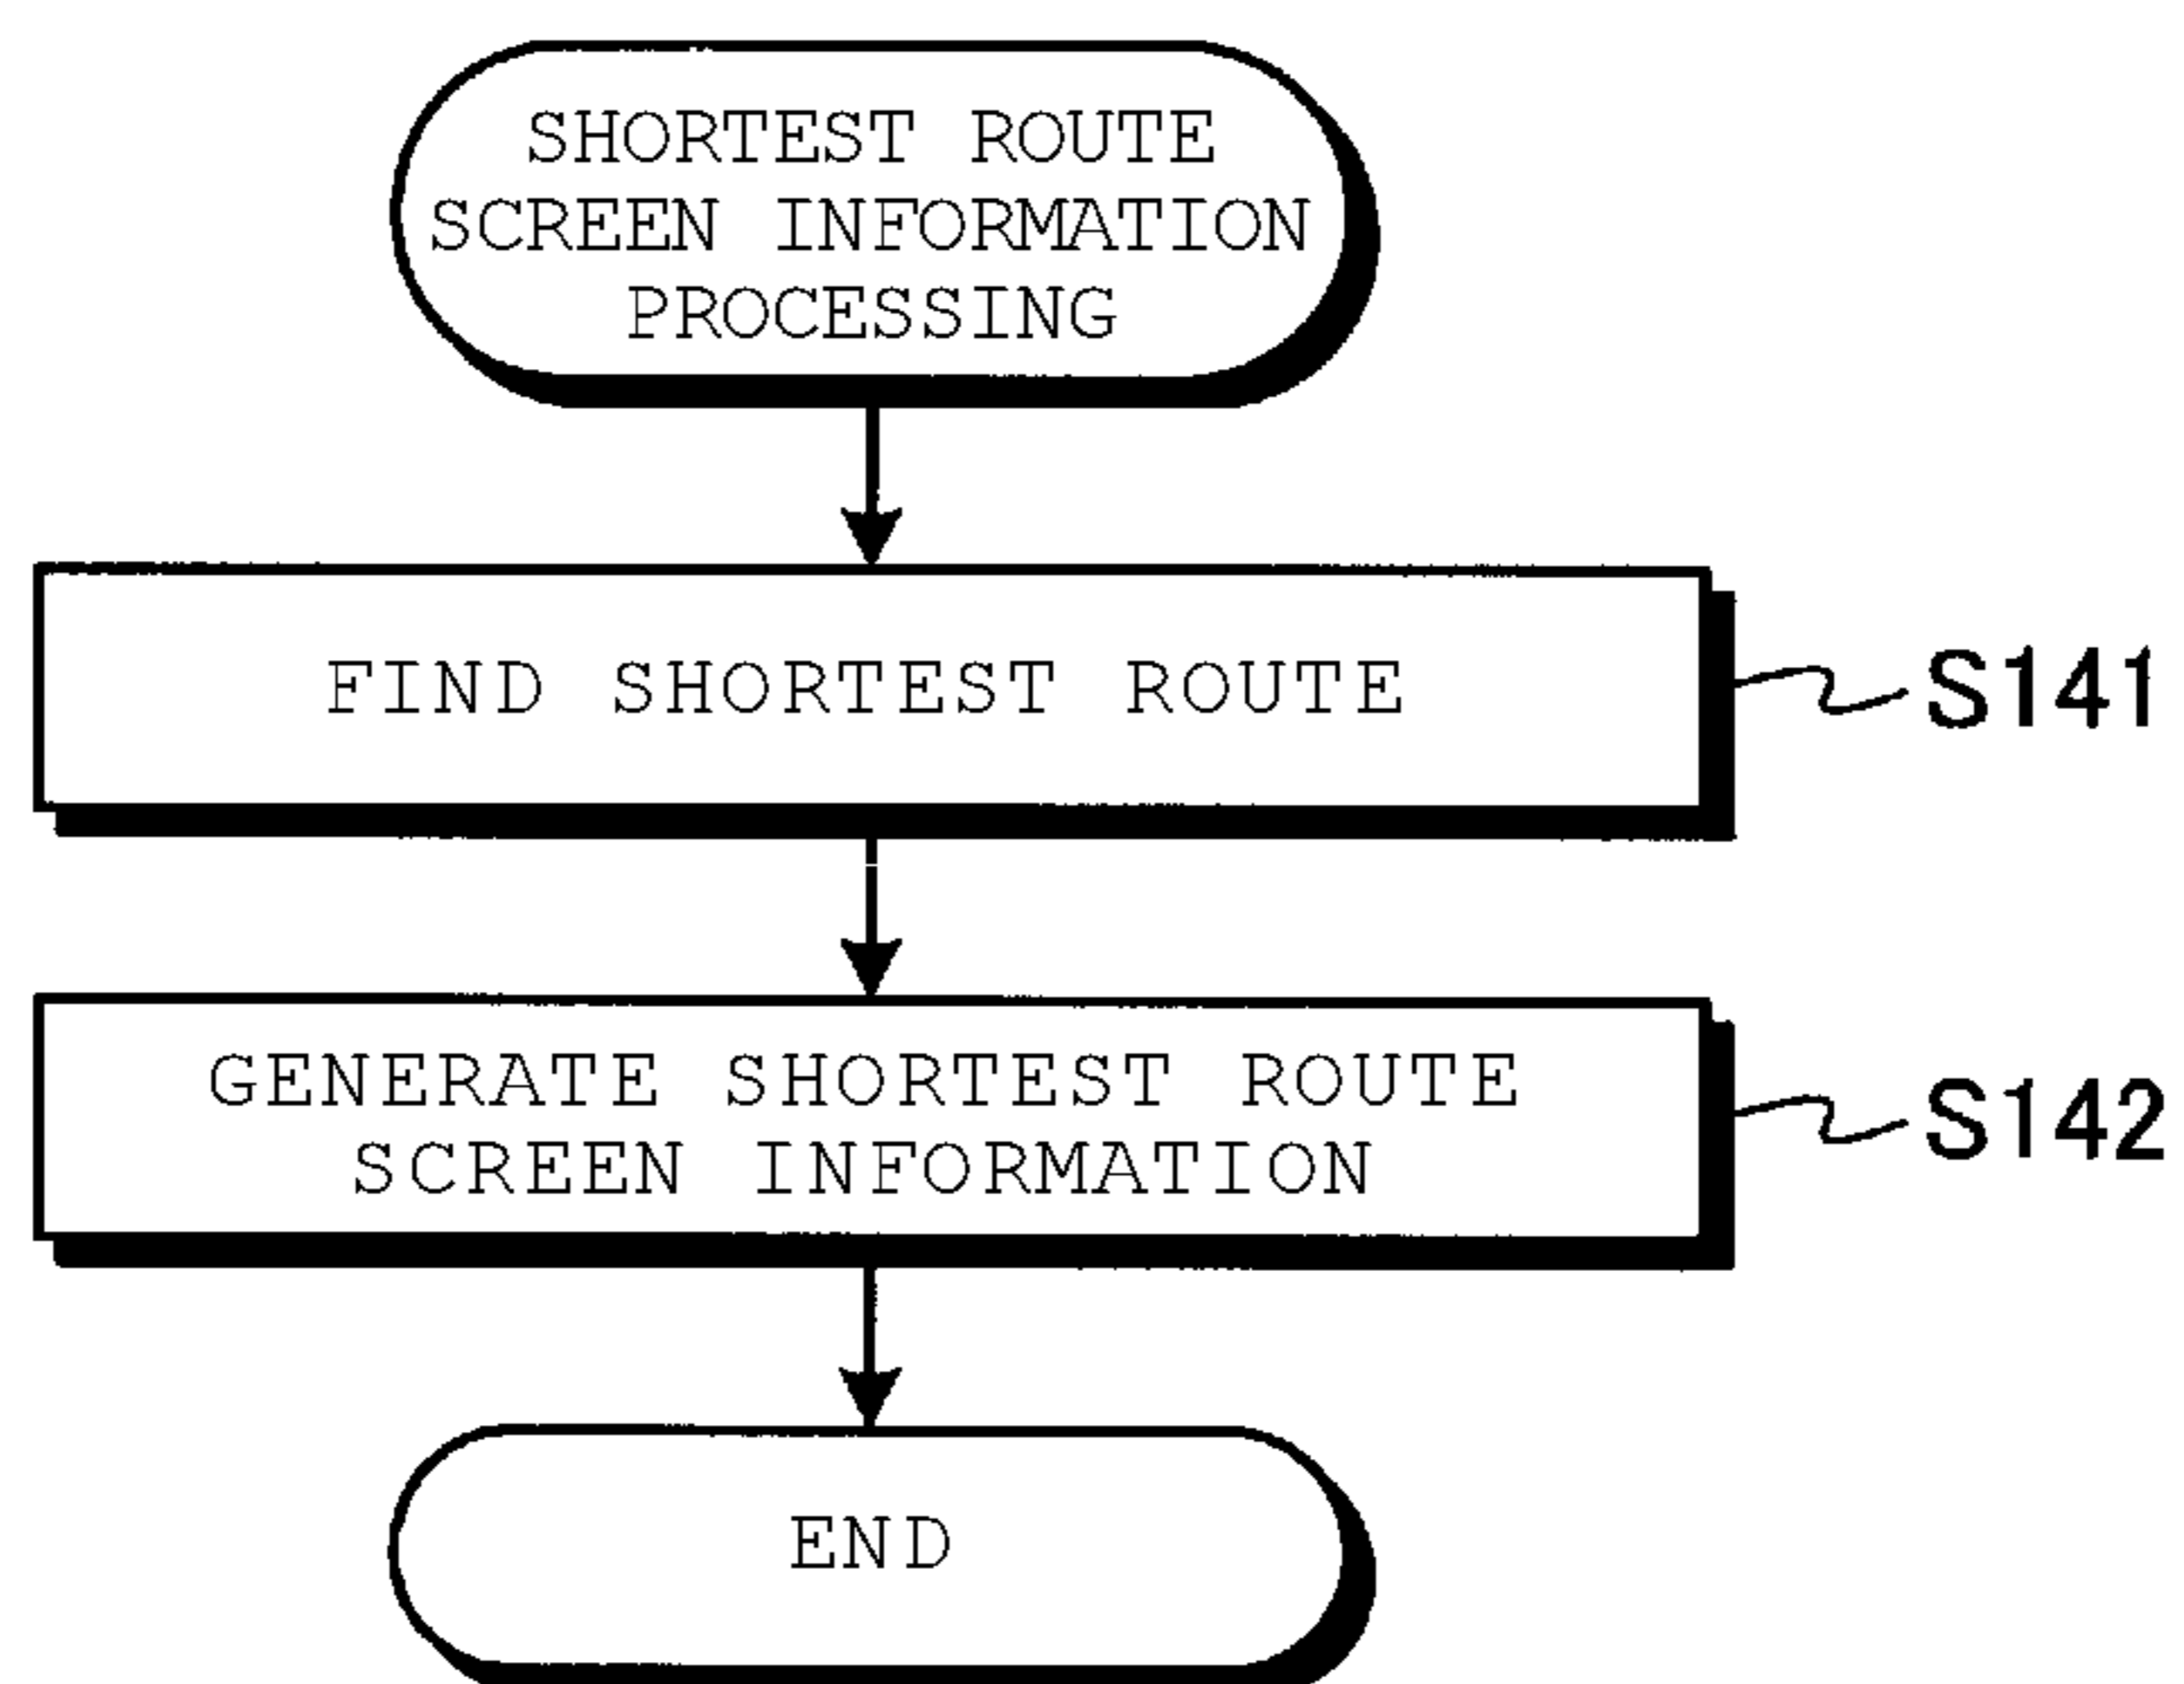 SHORTEST ROUTE
SCREEN INFORMATION
PROCESSING
FIND SHORTEST ROUTE
S141
GENERATE SHORTEST ROUTE
SCREEN INFORMATION
S142
END